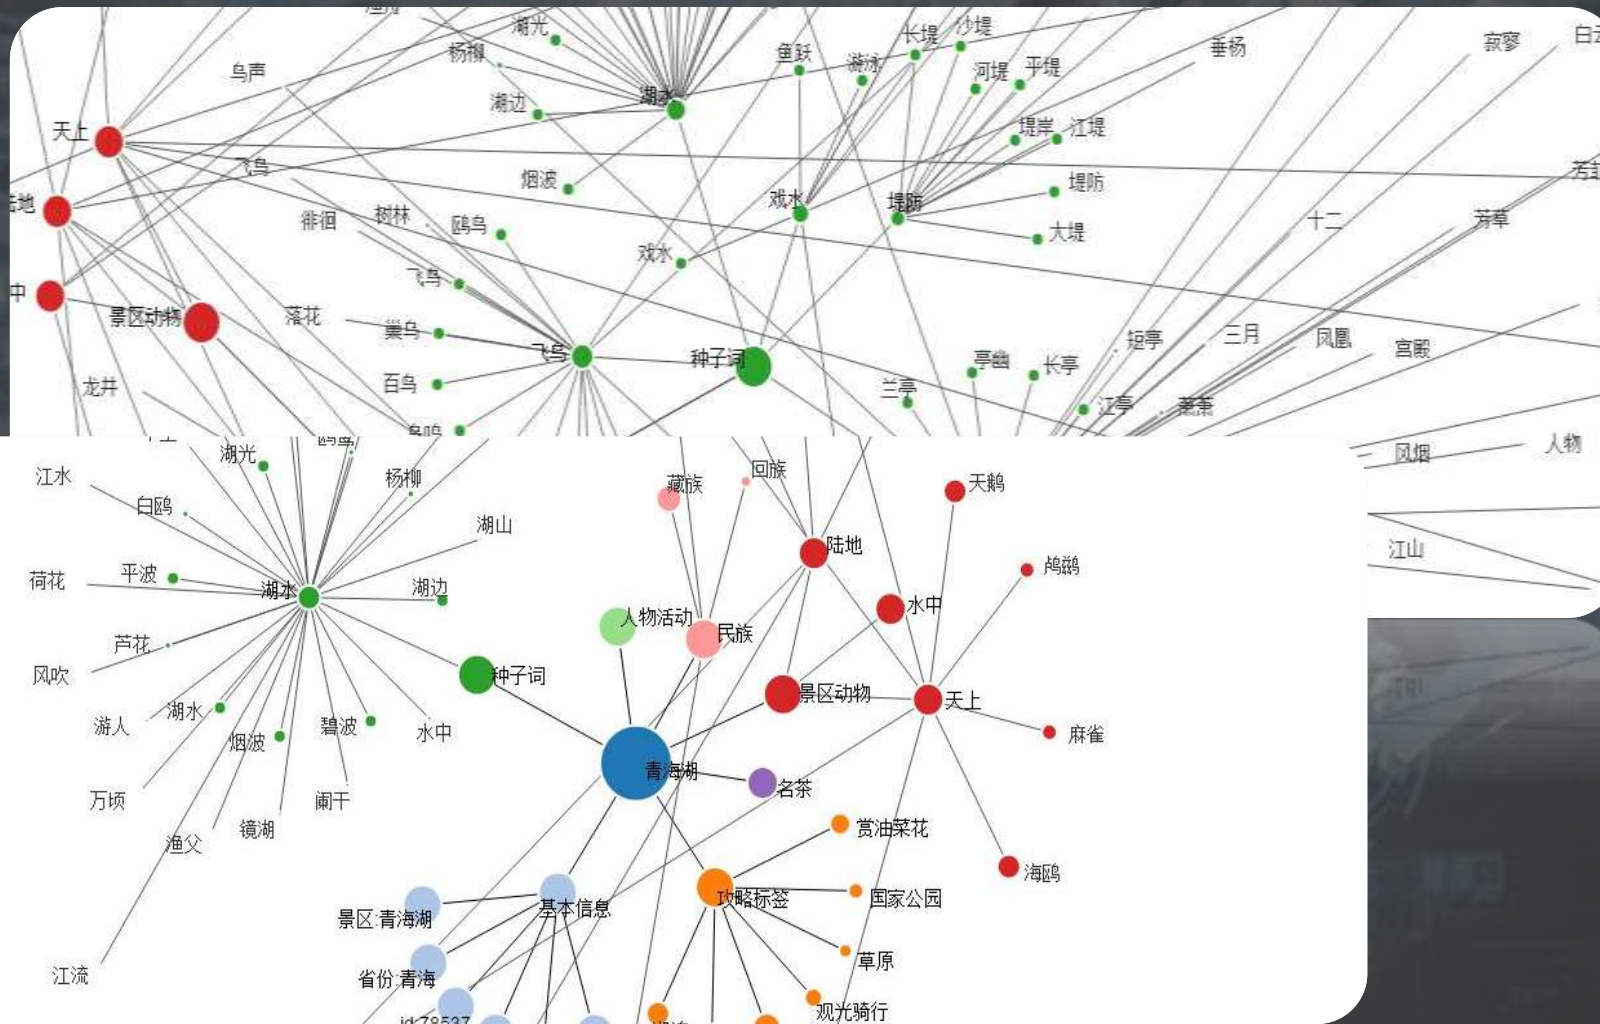 湖光
长堤
沙堤
杨柳
鱼跃
游泳
垂杨
寂寥
鸟声
河堤
平堤
湖边
湖水
天上
堤岸
江堤
飞鸟
烟波
堤防
戏水
堤防
徘徊
树林
鸥鸟
大堤
十二
芳草
戏水
飞鸟
中
景区动物
落花
巢鸟
飞鸟
种子词
短亭
三月
凤凰
宫殿
亭幽
长亭
龙井
百鸟
兰亭
江亭
萧萧
风烟
人物
江山
湖光
江水
杨柳
白鸥
湖山
藏族
回族
天鹅
陆地
鸬鹚
荷花
平波
湖水
湖边
水中
芦花
人物活动
民族
风吹
种子词
景区动物
天上
游人
湖水
烟波
碧波
水中
麻雀
青海湖
名茶
万顷
阑干
镜湖
渔父
赏油菜花
海鸥
基本信息
攻略标签
国家公园
景区:青海湖
省份:青海
草原
江流
观光骑行
id:78537